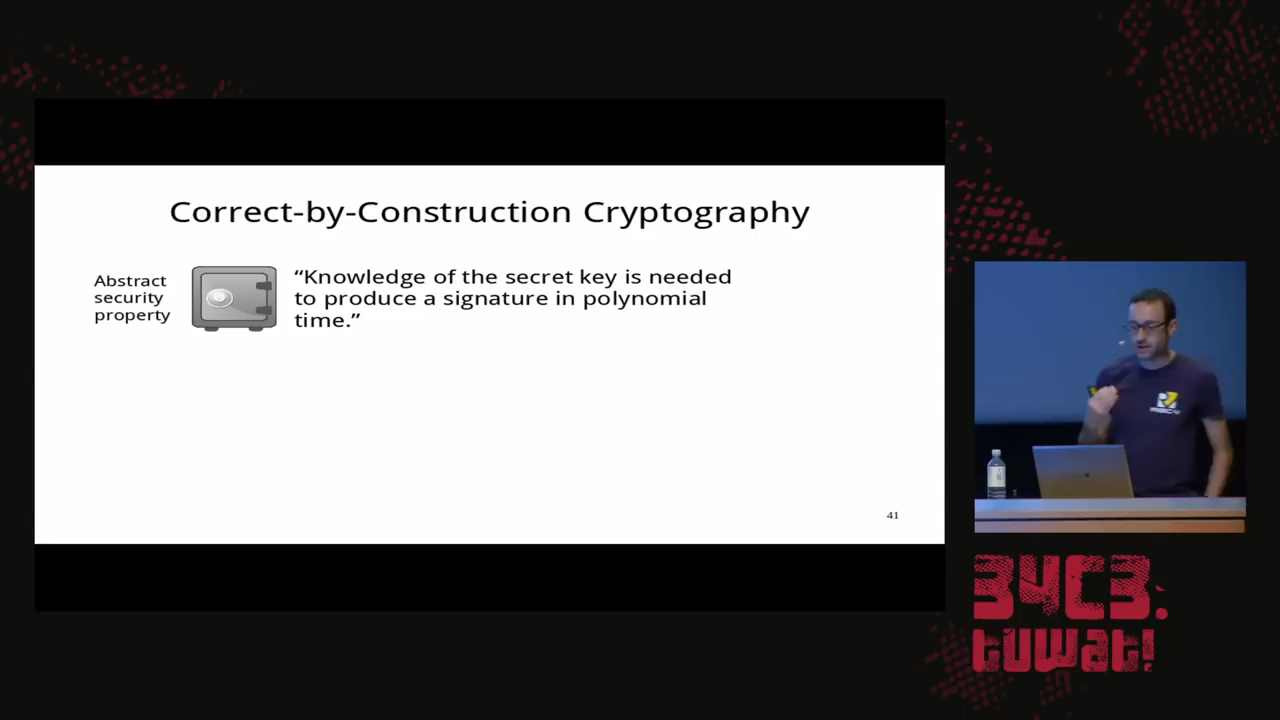 Correct-by-Construction Cryptography
Abstract
security
property
“Knowledge of the secret key is needed
to produce a signature in polynomial
time.”
41
34C3.
tuwat!